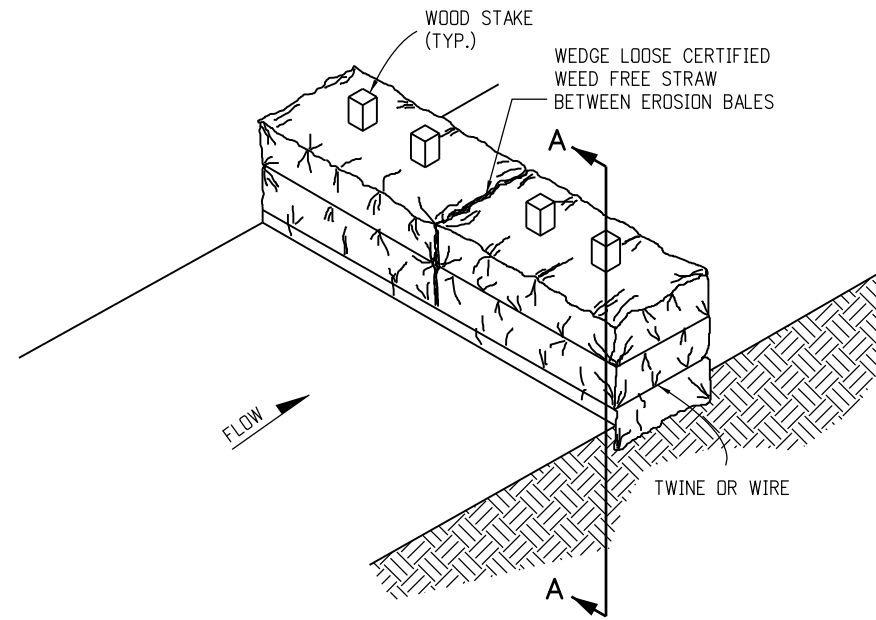 WOOD STAKE
(TYP.)
WEDGE LOOSE CERTIFIED
WEED FREE STRAW
BETWEEN EROSION BALES
A
FLOW
TWINE OR WIRE
A